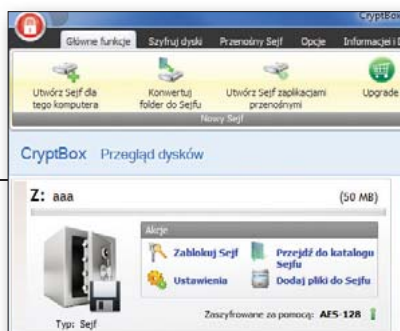 CryptBox
Główne funkcje Szyfruj dyski Przenośny Sejf Opcje Informacje i
Utwórz Sejf dla tego komputera
Konwertuj folder do Sejfu
Utwórz Sejf z aplikacjami przenośnymi
Upgrade
Nowy Sejf
CryptBox Przegląd dysków
Z: aaa (50 MB)
Akcje
Zablokuj Sejf
Przejdź do katalogu Sejfu
Ustawienia
Dodaj pliki do Sejfu
Typ: Sejf
Zaszyfrowane za pomocą: AES-128